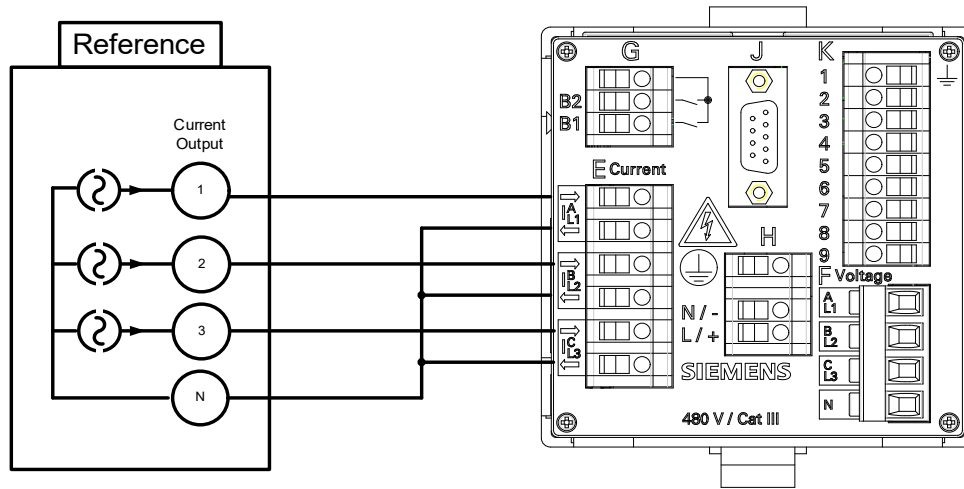 Reference
Current
Output
1
2
3
N
G
B2
B1
E Current
I A L1
I B L2
I C L3
J
H
N / -
L / +
SIEMENS
480 V / Cat III
K
1
2
3
4
5
6
7
8
9
F Voltage
A
L1
B
L2
C
L3
N